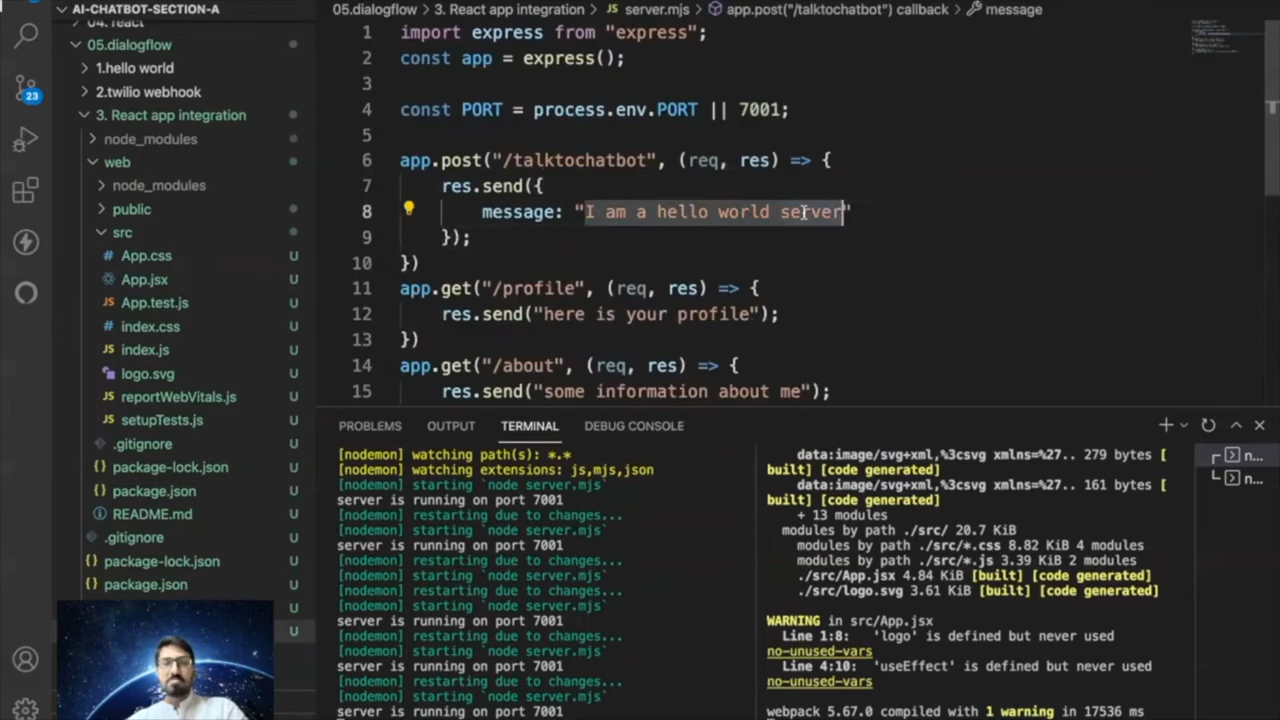 AI-CHATBOT-SECTION-A
04. react
05.dialogflow
1.hello world
2.twilio webhook
3. React app integration
node_modules
web
node_modules
public
src
App.css U
App.jsx U
App.test.js U
index.css U
index.js U
logo.svg U
reportWebVitals.js U
setupTests.js U
.gitignore U
package-lock.json U
package.json U
README.md U
.gitignore U
package-lock.json U
package.json U
U
U
23
05.dialogflow > 3. React app integration > server.mjs > app.post("/talktochatbot") callback > message
1 import express from "express";
2 const app = express();
3
4 const PORT = process.env.PORT || 7001;
5
6 app.post("/talktochatbot", (req, res) => {
7 res.send({
8 message: "I am a hello world server"
9 });
10 })
11 app.get("/profile", (req, res) => {
12 res.send("here is your profile");
13 })
14 app.get("/about", (req, res) => {
15 res.send("some information about me");
PROBLEMS OUTPUT TERMINAL DEBUG CONSOLE
[nodemon] watching path(s): *.*
[nodemon] watching extensions: js,mjs,json
[nodemon] starting `node server.mjs`
server is running on port 7001
[nodemon] restarting due to changes...
[nodemon] starting `node server.mjs`
server is running on port 7001
[nodemon] restarting due to changes...
[nodemon] starting `node server.mjs`
[nodemon] restarting due to changes...
[nodemon] starting `node server.mjs`
server is running on port 7001
[nodemon] restarting due to changes...
[nodemon] starting `node server.mjs`
server is running on port 7001
[nodemon] restarting due to changes...
[nodemon] starting `node server.mjs`
server is running on port 7001
data:image/svg+xml,%3csvg xmlns=%27.. 279 bytes [
built] [code generated]
data:image/svg+xml,%3csvg xmlns=%27.. 161 bytes [
built] [code generated]
+ 13 modules
modules by path ./src/ 20.7 KiB
modules by path ./src/*.css 8.82 KiB 4 modules
modules by path ./src/*.js 3.39 KiB 2 modules
./src/App.jsx 4.84 KiB [built] [code generated]
./src/logo.svg 3.61 KiB [built] [code generated]
WARNING in src/App.jsx
Line 1:8: 'logo' is defined but never used
no-unused-vars
Line 4:10: 'useEffect' is defined but never used
no-unused-vars
webpack 5.67.0 compiled with 1 warning in 17536 ms
n...
n...